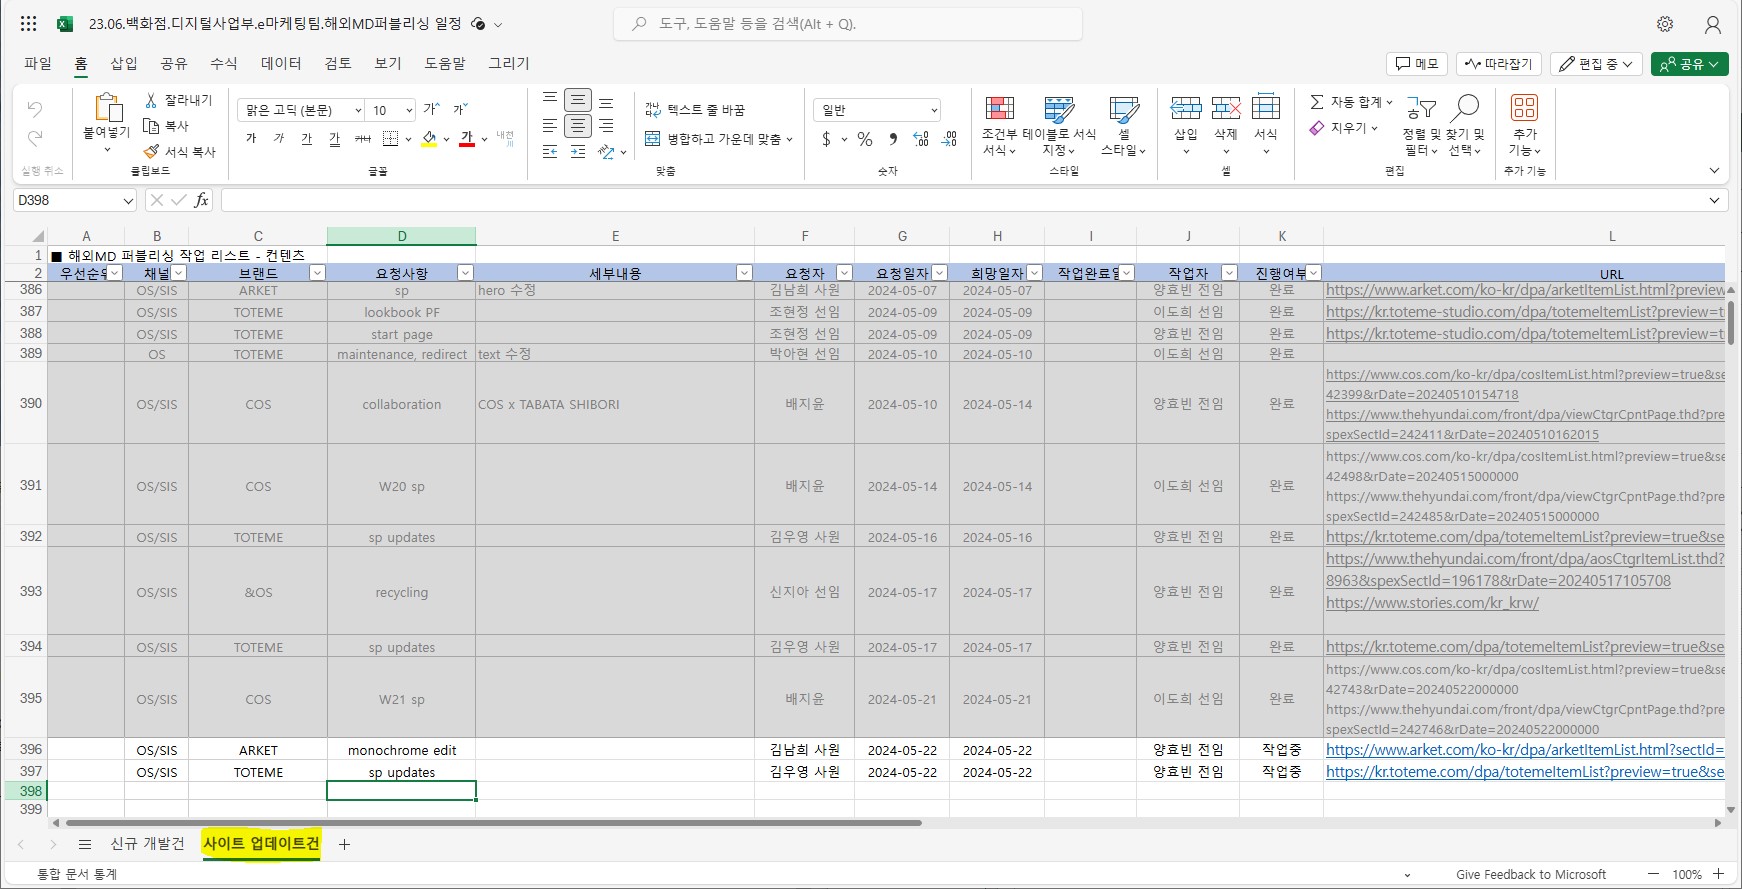 23.06.백화점.디지털사업부.e마케팅팀.해외MD퍼블리싱 일정
도구, 도움말 등을 검색(Alt + Q).
파일 홈 삽입 공유 수식 데이터 검토 보기 도움말 그리기
메모 따라잡기 편집 중 공유
실행 취소
붙여넣기 잘라내기 복사 서식 복사
클립보드
맑은 고딕 (본문) 10 가^ 가ˇ
가 가 가 가 가나 가 내천
글꼴
텍스트 줄 바꿈
병합하고 가운데 맞춤
맞춤
일반
$ % , .00
숫자
조건부 서식 테이블로 서식 지정 셀 스타일
스타일
삽입 삭제 서식
셀
자동 합계 지우기 정렬 및 필터 찾기 및 선택
편집
추가 기능
추가 기능
D398 fx
A B C D E F G H I J K L
1 ■ 해외MD 퍼블리싱 작업 리스트 - 컨텐츠
2 우선순위 채널 브랜드 요청사항 세부내용 요청자 요청일자 희망일자 작업완료일 작업자 진행여부 URL
386 OS/SIS ARKET sp hero 수정 김남희 사원 2024-05-07 2024-05-07 양효빈 전임 완료 https://www.arket.com/ko-kr/dpa/arketItemList.html?preview
387 OS/SIS TOTEME lookbook PF 조현정 선임 2024-05-09 2024-05-09 이도희 선임 완료 https://kr.toteme-studio.com/dpa/totemeItemList?preview=t
388 OS/SIS TOTEME start page 조현정 선임 2024-05-09 2024-05-09 양효빈 전임 완료 https://kr.toteme-studio.com/dpa/totemeItemList?preview=t
389 OS TOTEME maintenance, redirect text 수정 박아현 선임 2024-05-10 2024-05-10 이도희 선임 완료
390 OS/SIS COS collaboration COS x TABATA SHIBORI 배지윤 2024-05-10 2024-05-14 양효빈 전임 완료 https://www.cos.com/ko-kr/dpa/cosItemList.html?preview=true&se
42399&rDate=20240510154718
https://www.thehyundai.com/front/dpa/viewCtgrCpntPage.thd?pre
spexSectId=242411&rDate=20240510162015
391 OS/SIS COS W20 sp 배지윤 2024-05-14 2024-05-14 이도희 선임 완료 https://www.cos.com/ko-kr/dpa/cosItemList.html?preview=true&se
42498&rDate=20240515000000
https://www.thehyundai.com/front/dpa/viewCtgrCpntPage.thd?pre
spexSectId=242485&rDate=20240515000000
392 OS/SIS TOTEME sp updates 김우영 사원 2024-05-16 2024-05-16 양효빈 전임 완료 https://kr.toteme.com/dpa/totemeItemList?preview=true&se
393 OS/SIS &OS recycling 신지아 선임 2024-05-17 2024-05-17 양효빈 전임 완료 https://www.thehyundai.com/front/dpa/aosCtgrItemList.thd?
8963&spexSectId=196178&rDate=20240517105708
https://www.stories.com/kr_krw/
394 OS/SIS TOTEME sp updates 김우영 사원 2024-05-17 2024-05-17 양효빈 전임 완료 https://kr.toteme.com/dpa/totemeItemList?preview=true&se
395 OS/SIS COS W21 sp 배지윤 2024-05-21 2024-05-21 이도희 선임 완료 https://www.cos.com/ko-kr/dpa/cosItemList.html?preview=true&se
42743&rDate=20240522000000
https://www.thehyundai.com/front/dpa/viewCtgrCpntPage.thd?pre
spexSectId=242746&rDate=20240522000000
396 OS/SIS ARKET monochrome edit 김남희 사원 2024-05-22 2024-05-22 양효빈 전임 작업중 https://www.arket.com/ko-kr/dpa/arketItemList.html?sectId=
397 OS/SIS TOTEME sp updates 김우영 사원 2024-05-22 2024-05-22 양효빈 전임 작업중 https://kr.toteme.com/dpa/totemeItemList?preview=true&se
398
399
신규 개발건 사이트 업데이트건
통합 문서 통계 Give Feedback to Microsoft 100%